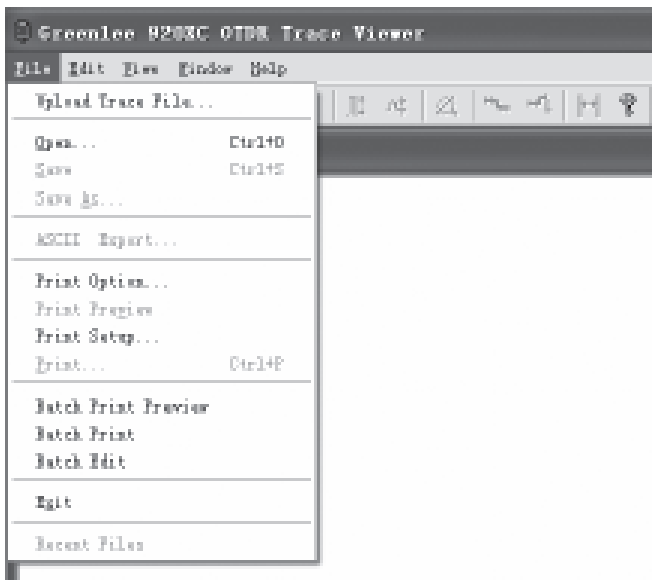 Greenlee 920XC OTDR Trace Viewer
File Edit View Window Help
Upload Trace File...
Open... Ctrl+O
Save Ctrl+S
Save As...
ASCII Export...
Print Option...
Print Preview
Print Setup...
Print... Ctrl+P
Batch Print Preview
Batch Print
Batch Edit
Exit
Recent Files